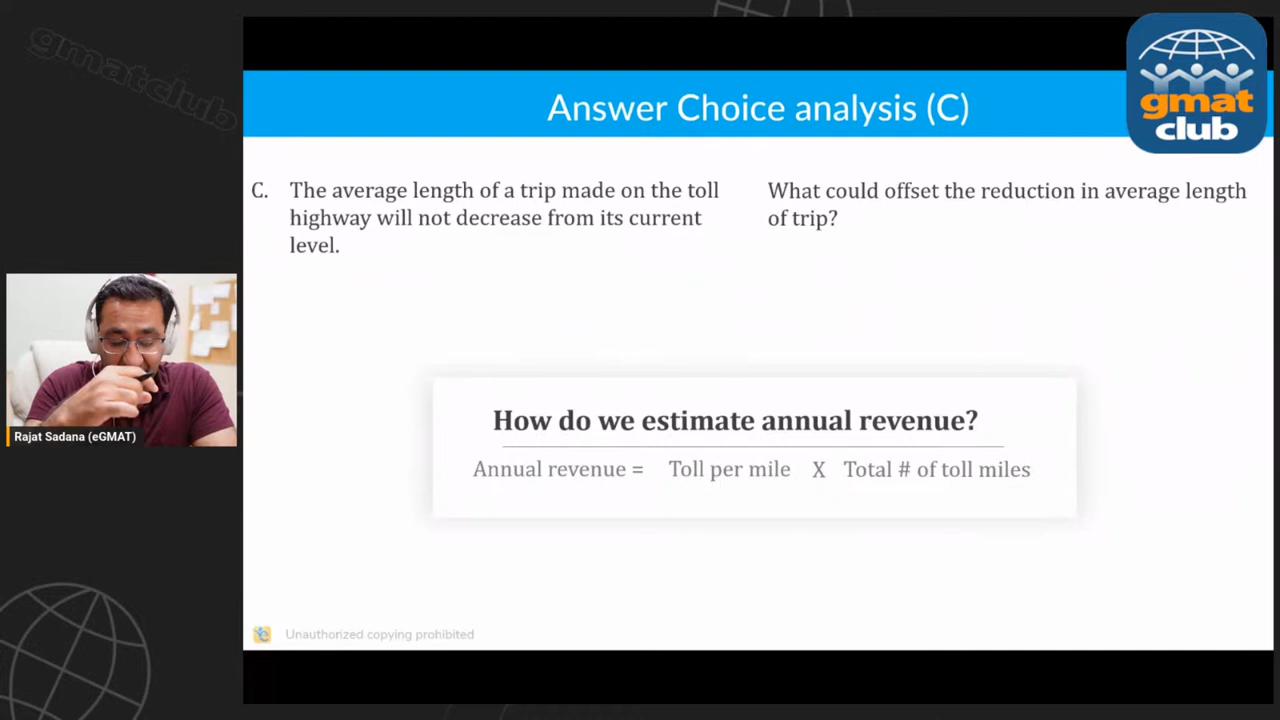 gmatclub
gmat
club
Answer Choice analysis (C)
C. The average length of a trip made on the toll
highway will not decrease from its current
level.
What could offset the reduction in average length
of trip?
Rajat Sadana (eGMAT)
How do we estimate annual revenue?
Annual revenue = Toll per mile X Total # of toll miles
Unauthorized copying prohibited